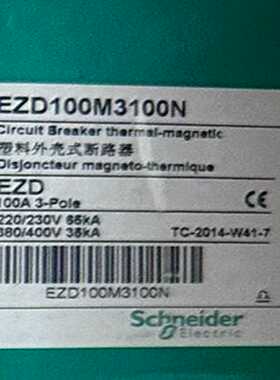 EZD100M3100N
Circuit Breaker thermal-magnetic
塑料外壳式断路器
Disjoncteur magneto-thermique
EZD
100A 3-Pole
CE
220/230V 65kA
380/400V 36kA
TC-2014-W41-7
EZD100M3100N
Schneider
Electric